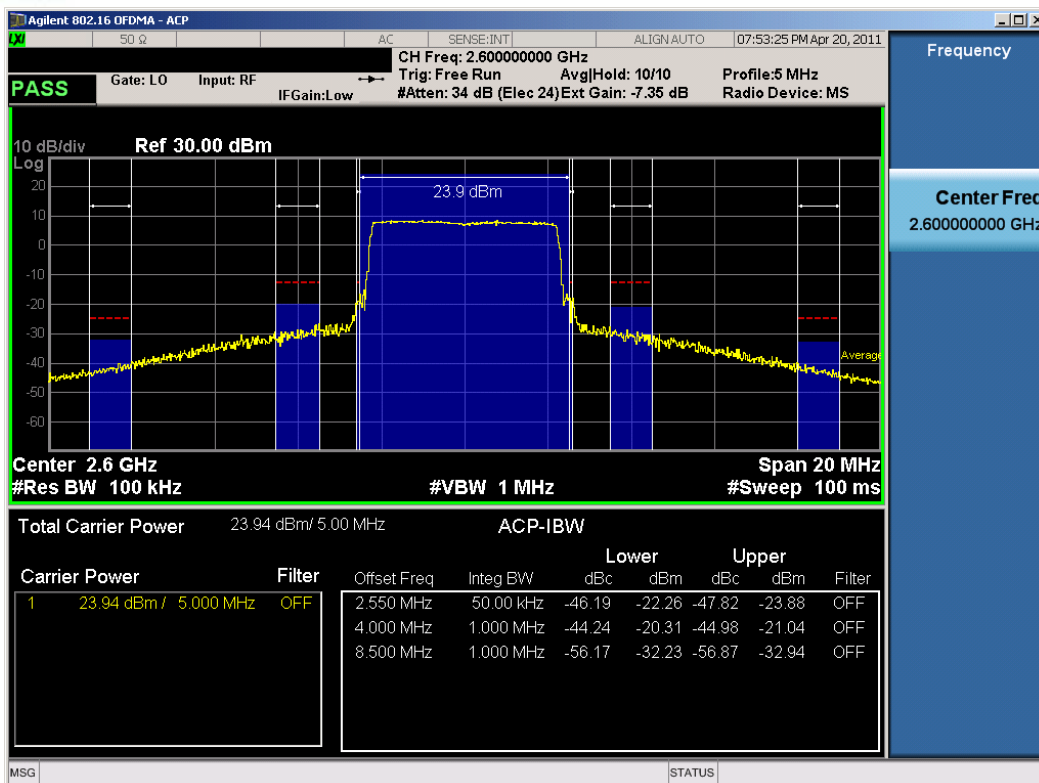 Agilent 802.16 OFDMA - ACP
LXI 50 Ω AC SENSE:INT ALIGN AUTO 07:53:25 PM Apr 20, 2011
CH Freq: 2.600000000 GHz
PASS Gate: LO Input: RF Trig: Free Run Avg|Hold: 10/10 Profile:5 MHz
IFGain:Low #Atten: 34 dB (Elec 24) Ext Gain: -7.35 dB Radio Device: MS
10 dB/div Ref 30.00 dBm
Log
20
23.9 dBm
10
0
-10
-20
-30
Average
-40
-50
-60
Center 2.6 GHz Span 20 MHz
#Res BW 100 kHz #VBW 1 MHz #Sweep 100 ms
Total Carrier Power 23.94 dBm/ 5.00 MHz ACP-IBW
Lower Upper
Carrier Power Filter Offset Freq Integ BW dBc dBm dBc dBm Filter
1 23.94 dBm / 5.000 MHz OFF 2.550 MHz 50.00 kHz -46.19 -22.26 -47.82 -23.88 OFF
4.000 MHz 1.000 MHz -44.24 -20.31 -44.98 -21.04 OFF
8.500 MHz 1.000 MHz -56.17 -32.23 -56.87 -32.94 OFF
MSG STATUS
Frequency
Center Freq
2.600000000 GHz